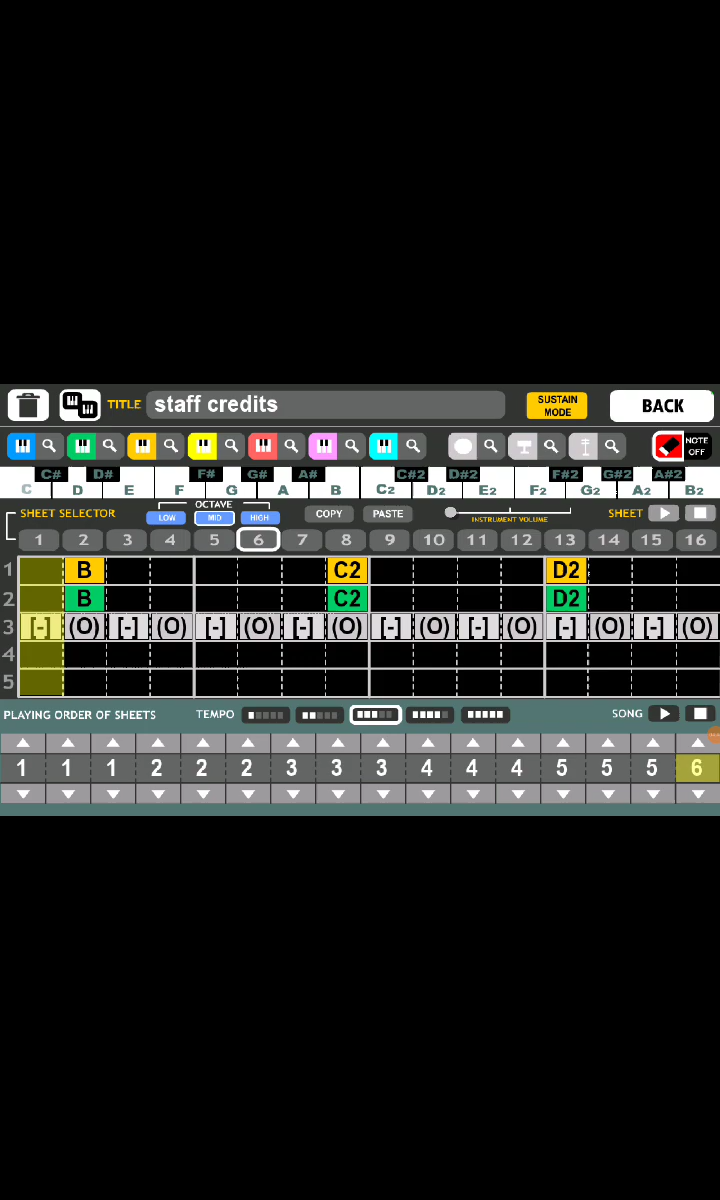 TITLE staff credits SUSTAIN MODE BACK
NOTE OFF
C# D# F# G# A# C#2 D#2 F#2 G#2 A#2
C D E F G A B C2 D2 E2 F2 G2 A2 B2
SHEET SELECTOR OCTAVE LOW MID HIGH COPY PASTE INSTRUMENT VOLUME SHEET
1 2 3 4 5 6 7 8 9 10 11 12 13 14 15 16
1 B C2 D2
2 B C2 D2
3 [-] (O) [-] (O) [-] (O) [-] (O) [-] (O) [-] (O) [-] (O) [-] (O)
4
5
PLAYING ORDER OF SHEETS TEMPO SONG
1 1 1 2 2 2 3 3 3 4 4 4 5 5 5 6